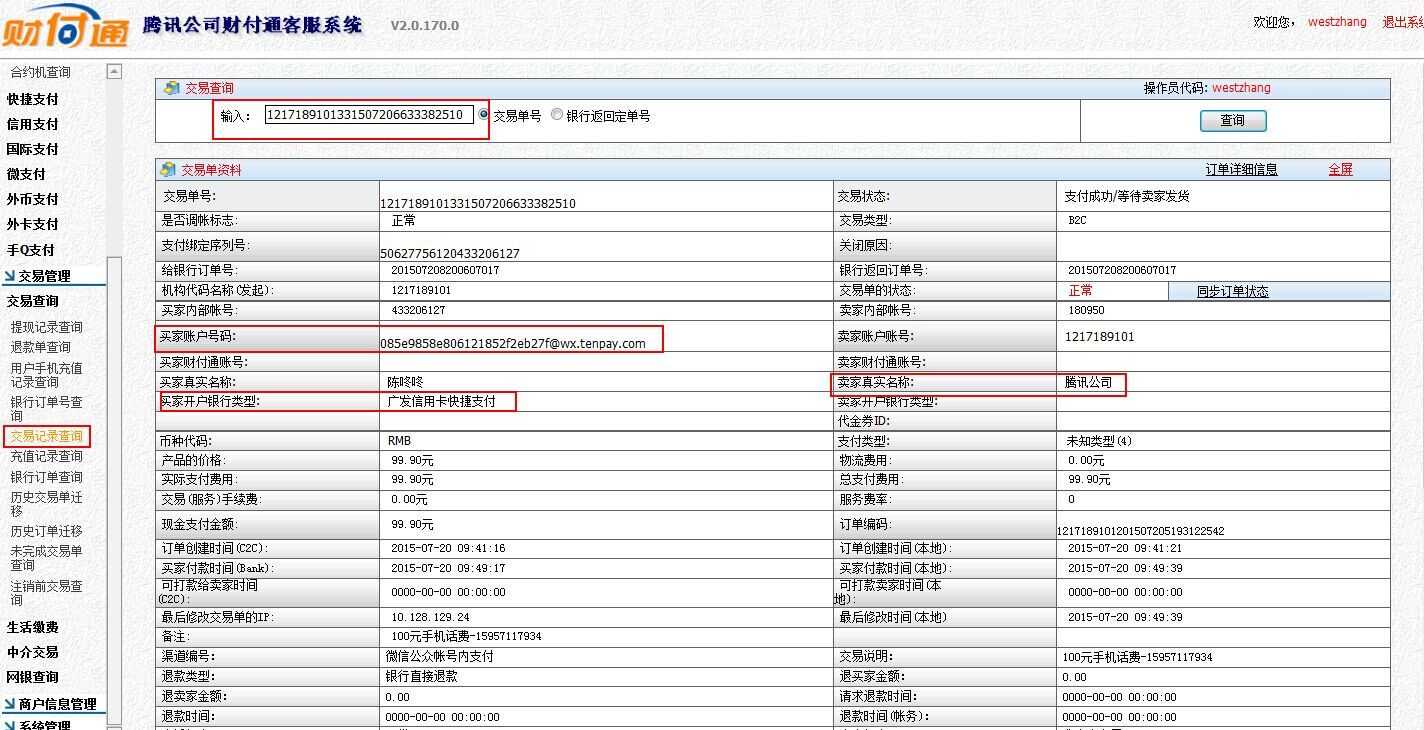 财付通 腾讯公司财付通客服系统 V2.0.170.0 欢迎您， westzhang 退出系统
合约机查询
快捷支付
信用支付
国际支付
微支付
外币支付
外卡支付
手Q支付
交易管理
交易查询
提现记录查询
退款单查询
用户手机充值
记录查询
银行订单号查
询
交易记录查询
充值记录查询
银行订单查询
历史交易单迁
移
历史订单迁移
未完成交易单
查询
注销前交易查
询
生活缴费
中介交易
网银查询
商户信息管理
系统管理
交易查询 操作员代码: westzhang
输入： 1217189101331507206633382510 交易单号 银行返回定单号 查询
交易单资料 订单详细信息 全屏
交易单号: 1217189101331507206633382510 交易状态: 支付成功/等待卖家发货
是否调帐标志: 正常 交易类型: B2C
支付绑定序列号: 50627756120433206127 关闭原因:
给银行订单号: 201507208200607017 银行返回订单号: 201507208200607017
机构代码名称(发起): 1217189101 交易单的状态: 正常 同步订单状态
买家内部帐号: 433206127 卖家内部帐号: 180950
买家账户号码: 085e9858e806121852f2eb27f@wx.tenpay.com 卖家账户账号: 1217189101
买家财付通账号: 卖家财付通账号:
买家真实名称: 陈咚咚 卖家真实名称: 腾讯公司
买家开户银行类型: 广发信用卡快捷支付 卖家开户银行类型:
代金券ID:
币种代码: RMB 支付类型: 未知类型(4)
产品的价格: 99.90元 物流费用: 0.00元
实际支付费用: 99.90元 总支付费用: 99.90元
交易(服务)手续费: 0.00元 服务费率: 0
现金支付金额: 99.90元 订单编码: 1217189101201507205193122542
订单创建时间(C2C): 2015-07-20 09:41:16 订单创建时间(本地): 2015-07-20 09:41:21
买家付款时间(Bank): 2015-07-20 09:49:17 买家付款时间(本地): 2015-07-20 09:49:39
可打款给卖家时间
(C2C): 0000-00-00 00:00:00 可打款卖家时间(本
地): 0000-00-00 00:00:00
最后修改交易单的IP: 10.128.129.24 最后修改时间(本地) 2015-07-20 09:49:39
备注: 100元手机话费-15957117934
渠道编号: 微信公众帐号内支付 交易说明: 100元手机话费-15957117934
退款类型: 银行直接退款 退买家金额: 0.00
退卖家金额: 0.00 请求退款时间: 0000-00-00 00:00:00
退款时间: 0000-00-00 00:00:00 退款时间(帐务): 0000-00-00 00:00:00